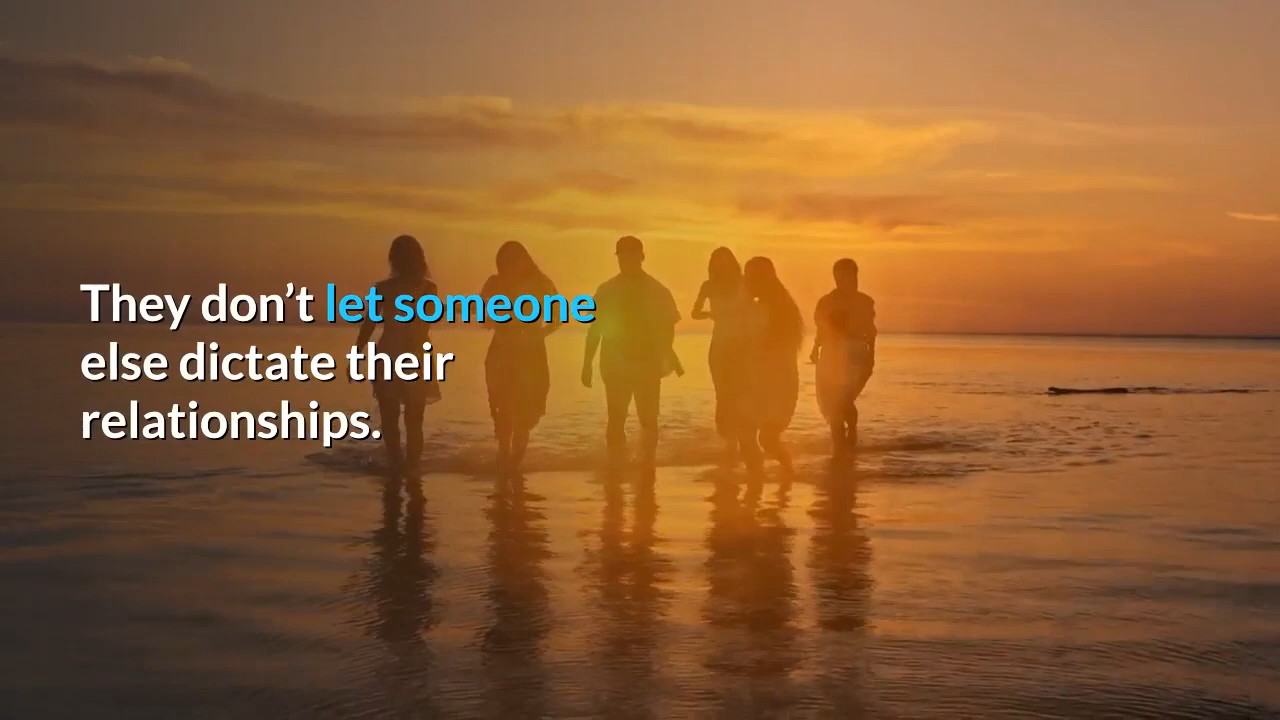 They don’t let someone
else dictate their
relationships.